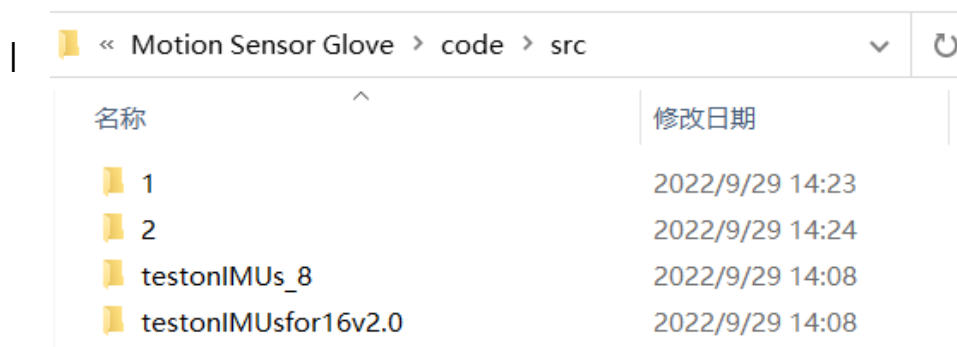 « Motion Sensor Glove > code > src
名称 修改日期
1 2022/9/29 14:23
2 2022/9/29 14:24
testonIMUs_8 2022/9/29 14:08
testonIMUsfor16v2.0 2022/9/29 14:08